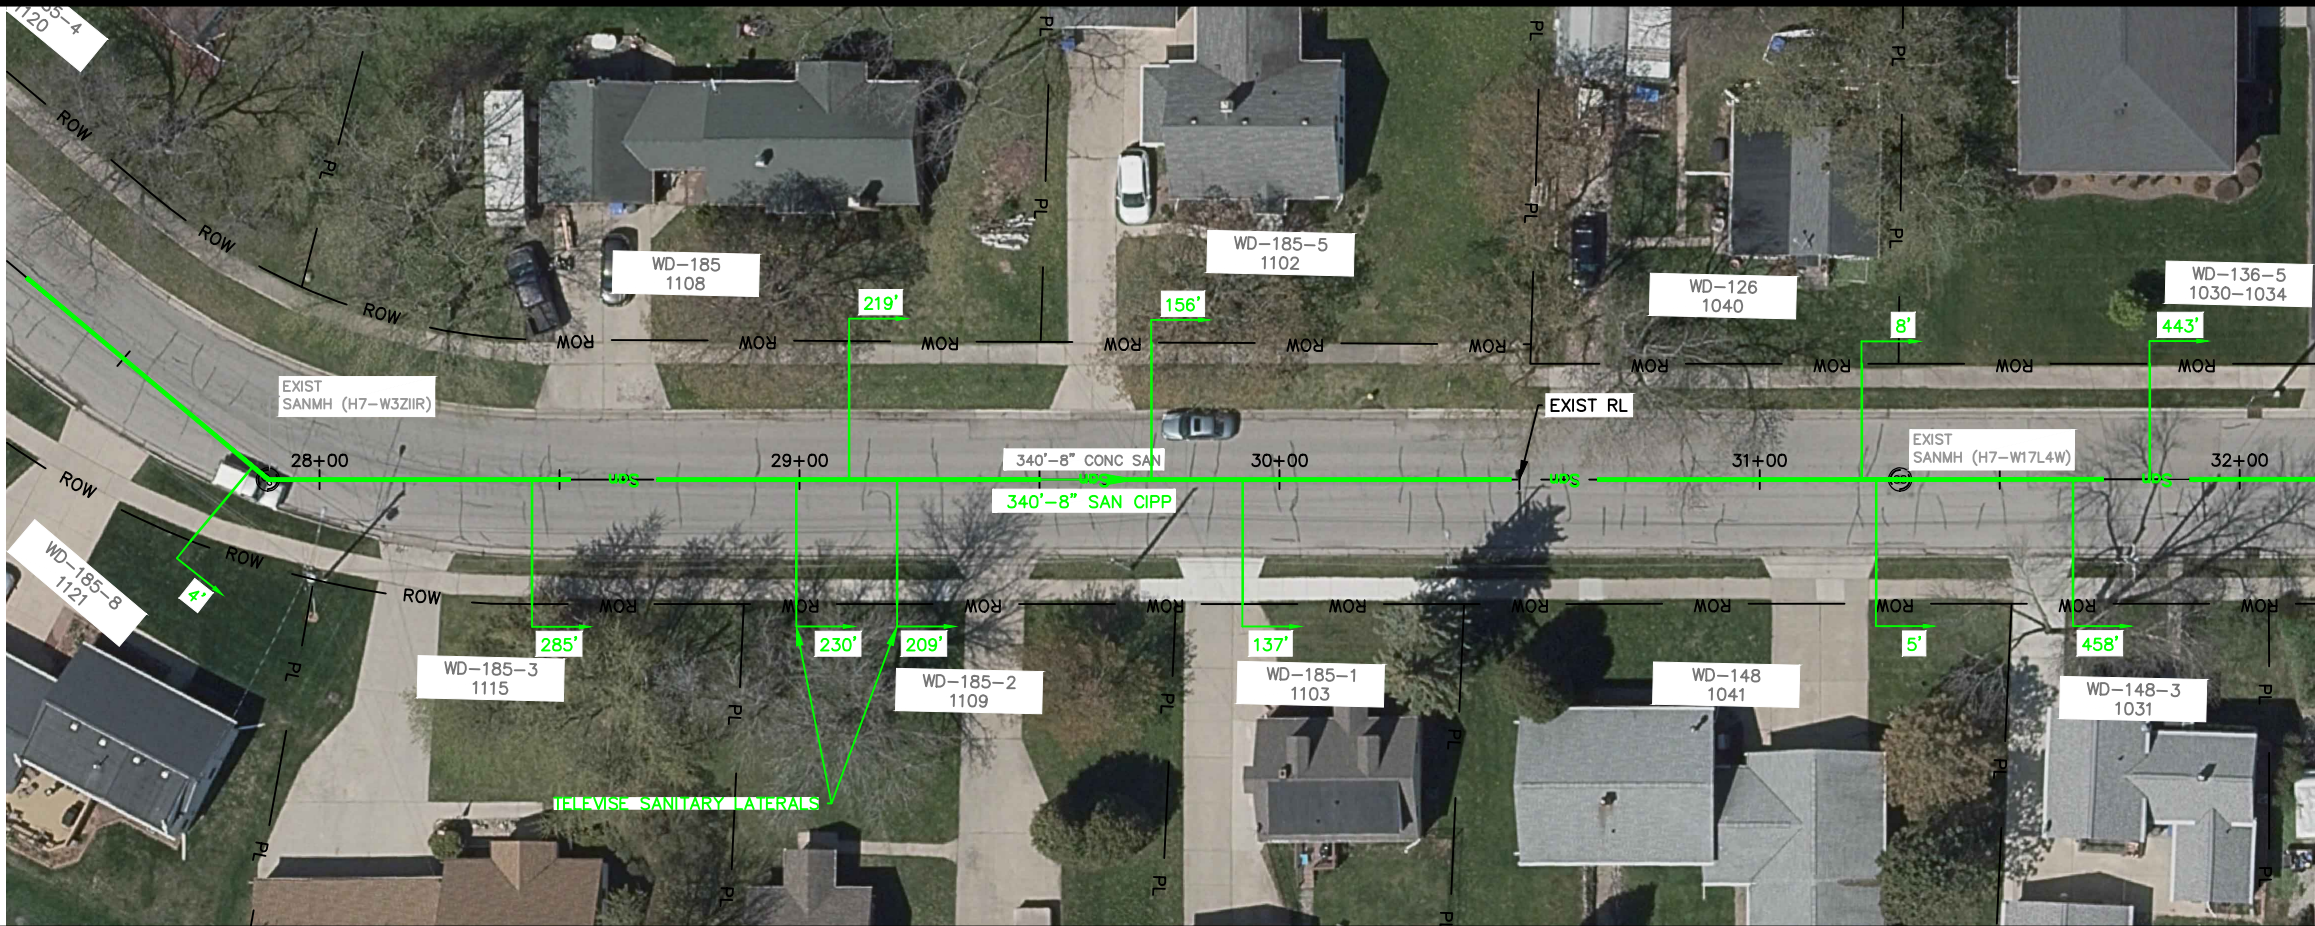 55-4
1120
ROW
PL
ROW
ROW
PL
PL
PL
PL
PL
PL
WD-185
1108
WD-185-5
1102
WD-126
1040
WD-136-5
1030-1034
219'
156'
8'
443'
ROW
ROW
ROW
ROW
ROW
ROW
ROW
ROW
ROW
ROW
EXIST
SANMH (H7-W3ZIIR)
EXIST RL
EXIST
SANMH (H7-W17L4W)
28+00
29+00
340'-8" CONC SAN
30+00
31+00
32+00
San
San
San
San
340'-8" SAN CIPP
ROW
ROW
ROW
ROW
ROW
ROW
ROW
ROW
ROW
ROW
ROW
ROW
WD-185-8
1121
4'
285'
230'
209'
137'
5'
458'
WD-185-3
1115
WD-185-2
1109
WD-185-1
1103
WD-148
1041
WD-148-3
1031
PL
PL
PL
PL
PL
PL
TELEVISE SANITARY LATERALS
PL
PL
PL
PL
PL